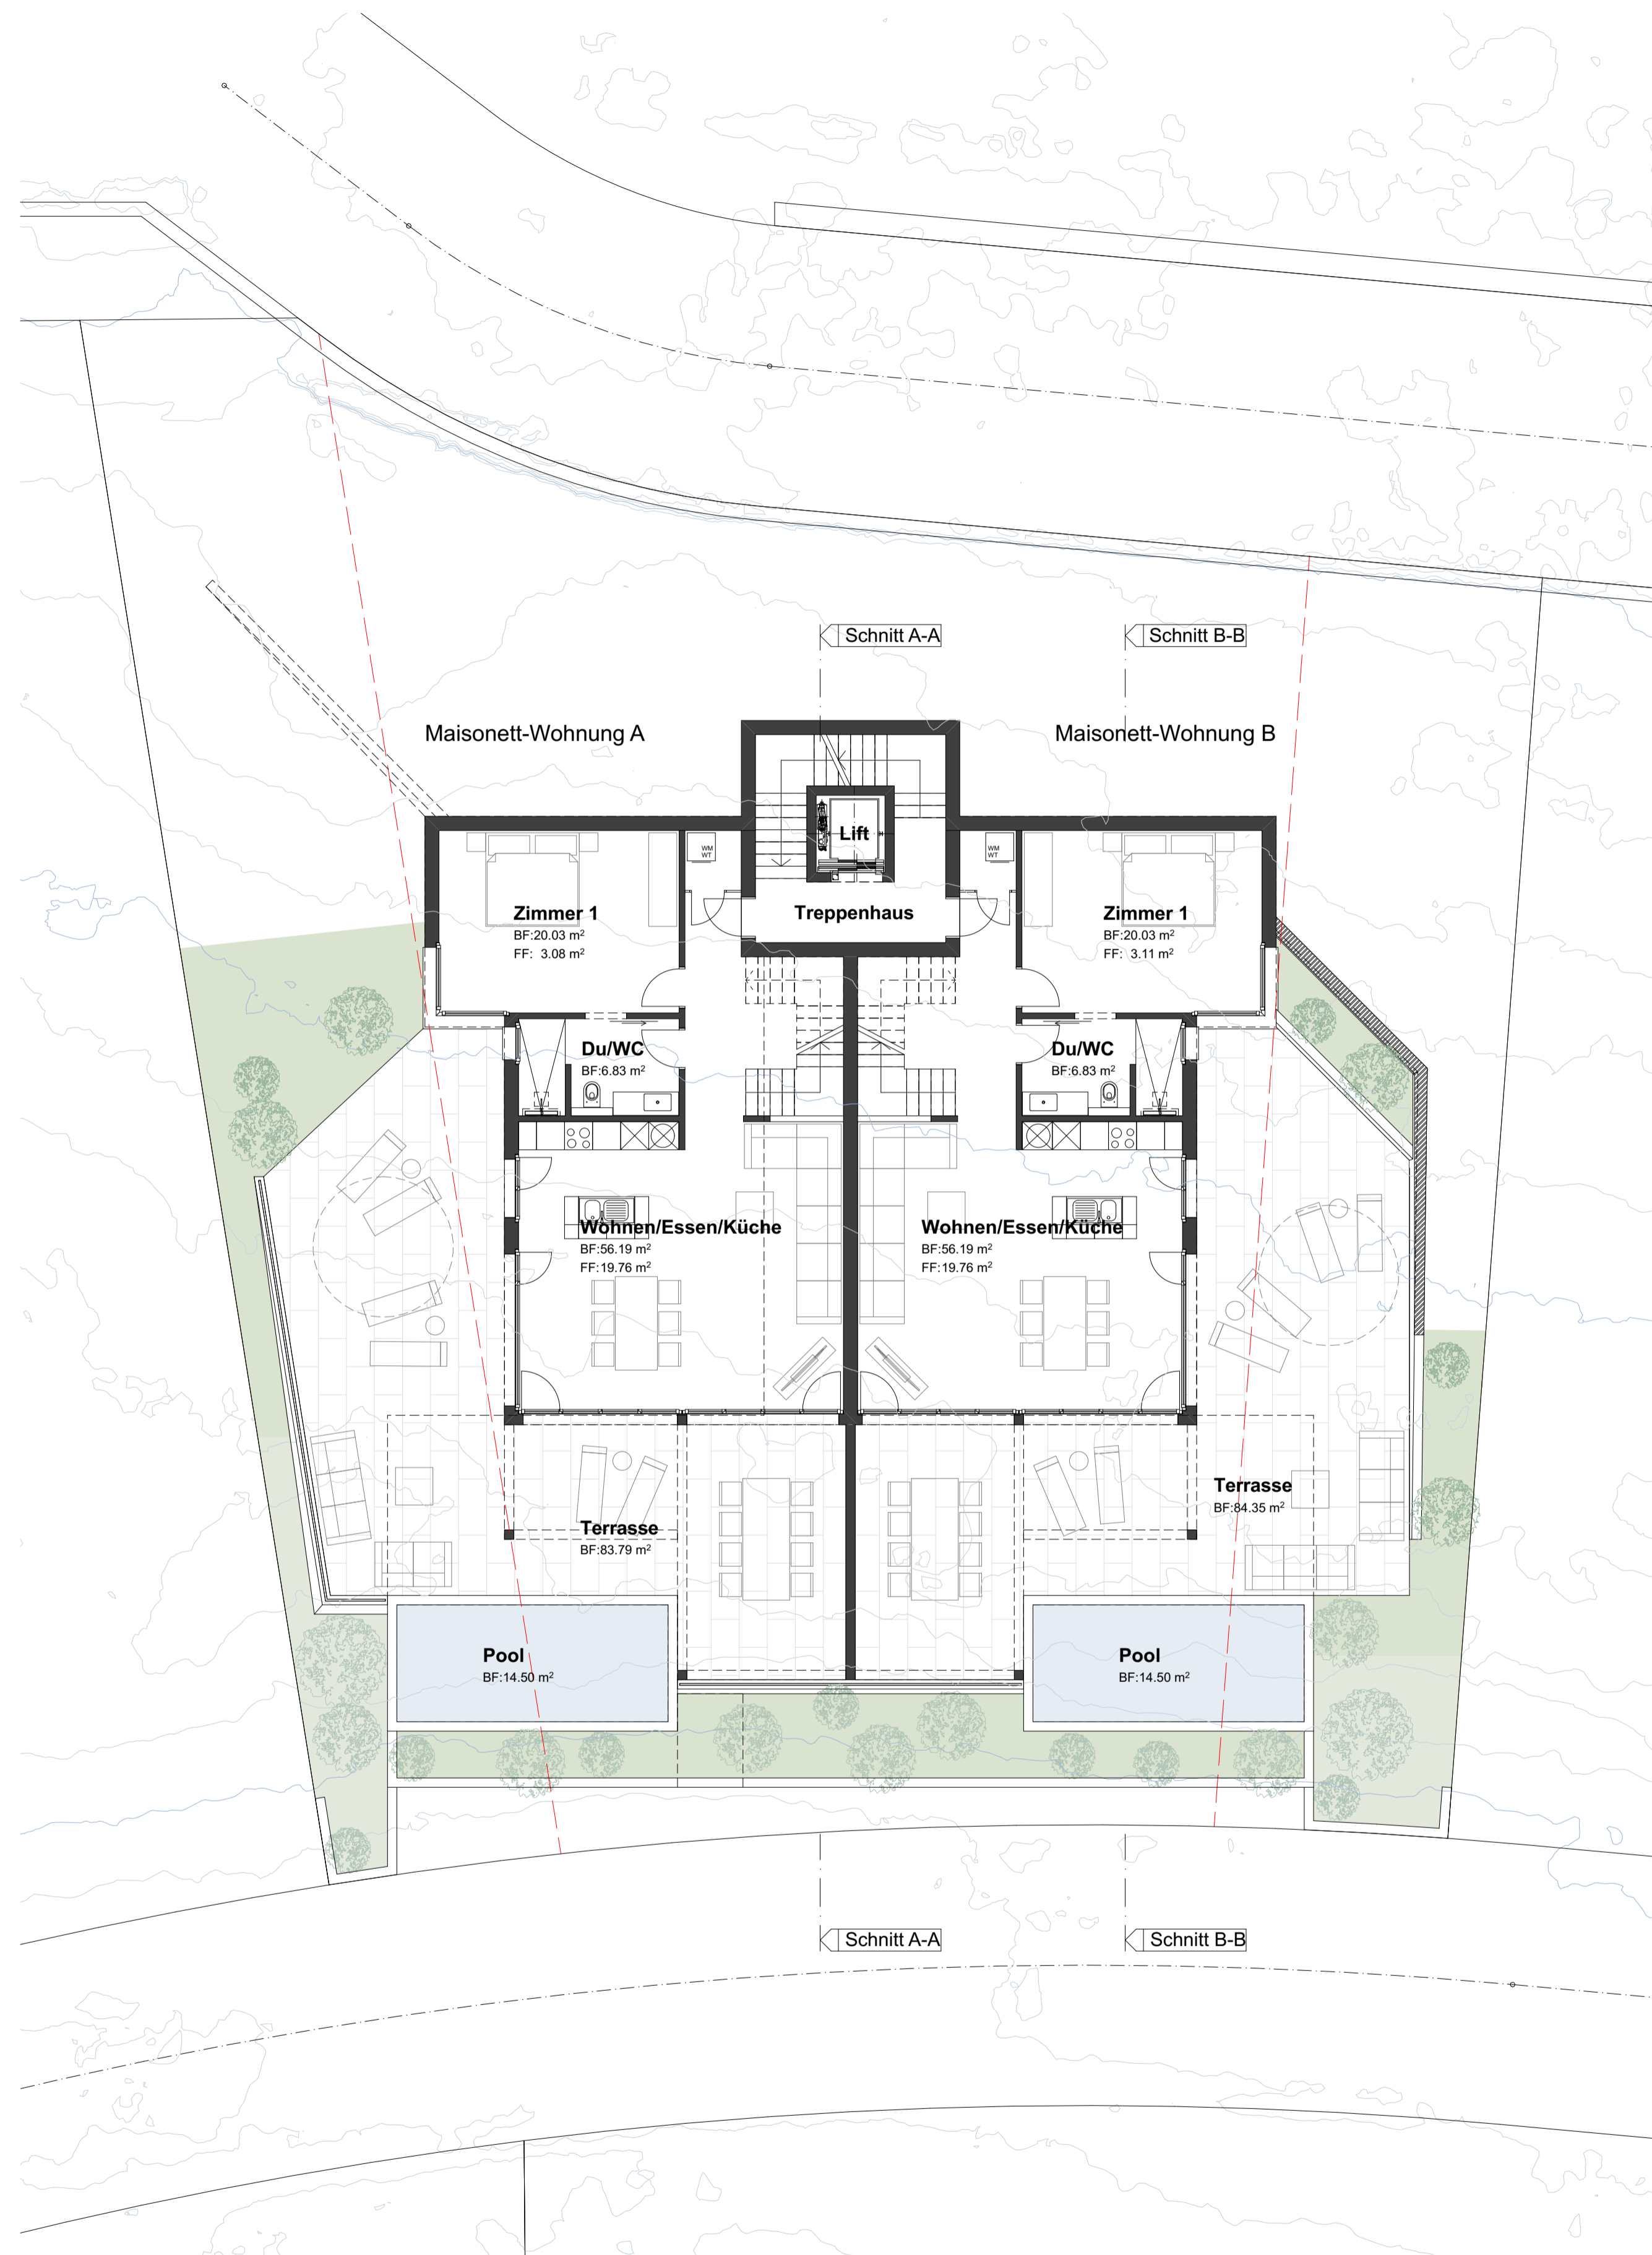 Schnitt A-A
Schnitt B-B
Maisonett-Wohnung A
Maisonett-Wohnung B
Lift
WM
WT
WM
WT
Zimmer 1
BF:20.03 m²
FF: 3.08 m²
Treppenhaus
Zimmer 1
BF:20.03 m²
FF: 3.11 m²
Du/WC
BF:6.83 m²
Du/WC
BF:6.83 m²
Wohnen/Essen/Küche
BF:56.19 m²
FF:19.76 m²
Wohnen/Essen/Küche
BF:56.19 m²
FF:19.76 m²
Terrasse
BF:83.79 m²
Terrasse
BF:84.35 m²
Pool
BF:14.50 m²
Pool
BF:14.50 m²
Schnitt A-A
Schnitt B-B